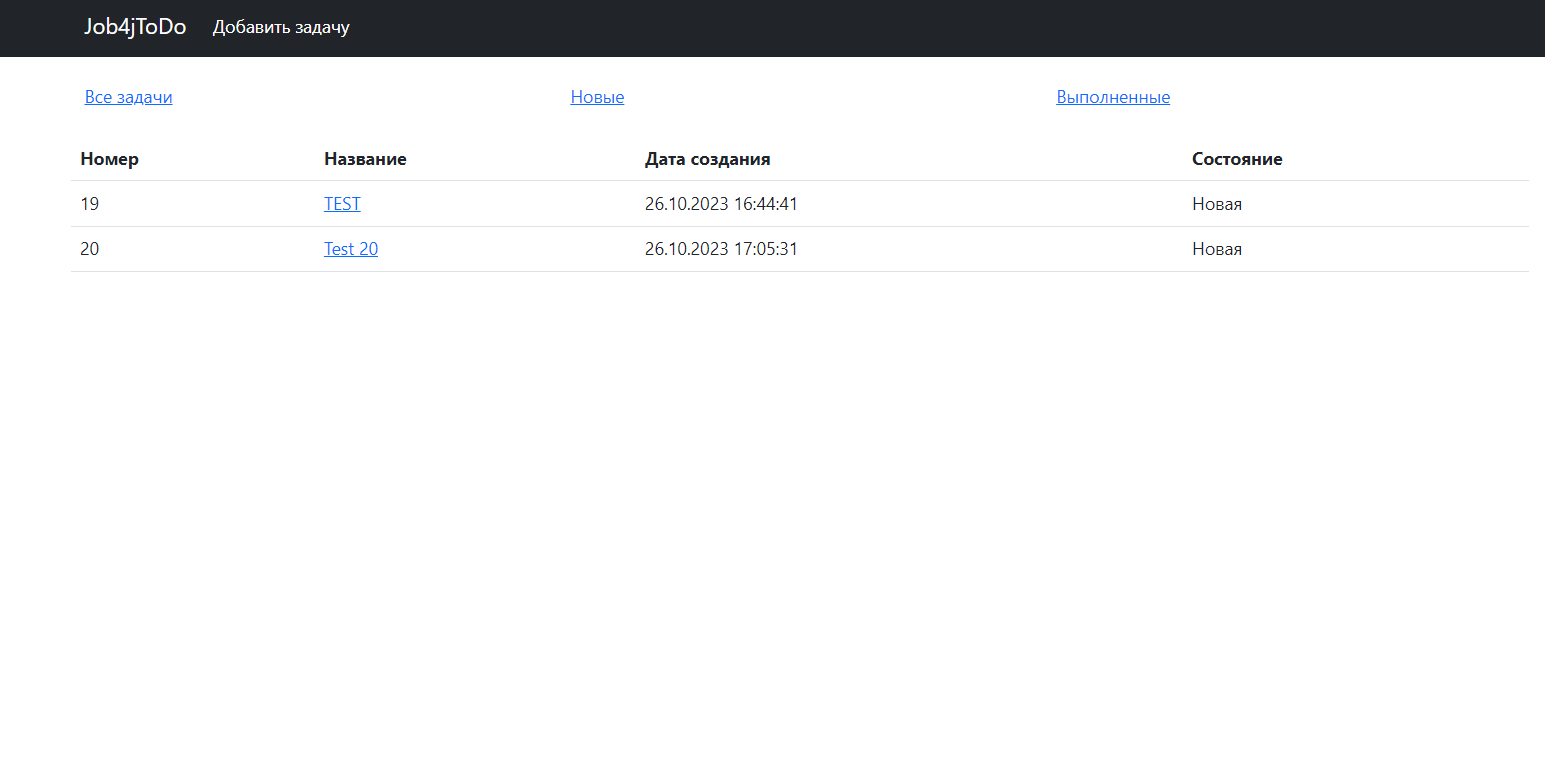 Job4jToDo Добавить задачу
Все задачи Новые Выполненные
Номер Название Дата создания Состояние
19 TEST 26.10.2023 16:44:41 Новая
20 Test 20 26.10.2023 17:05:31 Новая